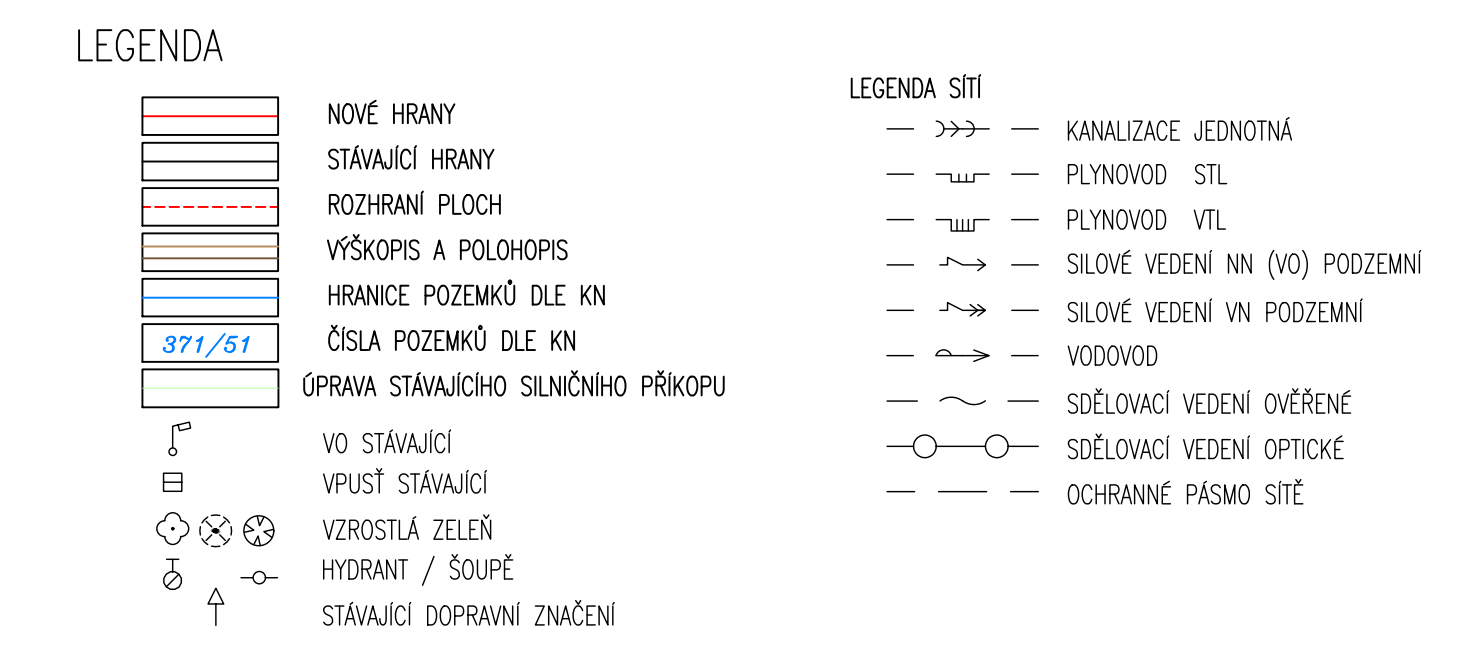 LEGENDA
NOVÉ HRANY
STÁVAJÍCÍ HRANY
ROZHRANÍ PLOCH
VÝŠKOPIS A POLOHOPIS
HRANICE POZEMKŮ DLE KN
371/51 ČÍSLA POZEMKŮ DLE KN
ÚPRAVA STÁVAJÍCÍHO SILNIČNÍHO PŘÍKOPU
VO STÁVAJÍCÍ
VPUSŤ STÁVAJÍCÍ
VZROSTLÁ ZELEŇ
HYDRANT / ŠOUPĚ
STÁVAJÍCÍ DOPRAVNÍ ZNAČENÍ
LEGENDA SÍTÍ
KANALIZACE JEDNOTNÁ
PLYNOVOD STL
PLYNOVOD VTL
SILOVÉ VEDENÍ NN (VO) PODZEMNÍ
SILOVÉ VEDENÍ VN PODZEMNÍ
VODOVOD
SDĚLOVACÍ VEDENÍ OVĚŘENÉ
SDĚLOVACÍ VEDENÍ OPTICKÉ
OCHRANNÉ PÁSMO SÍTĚ